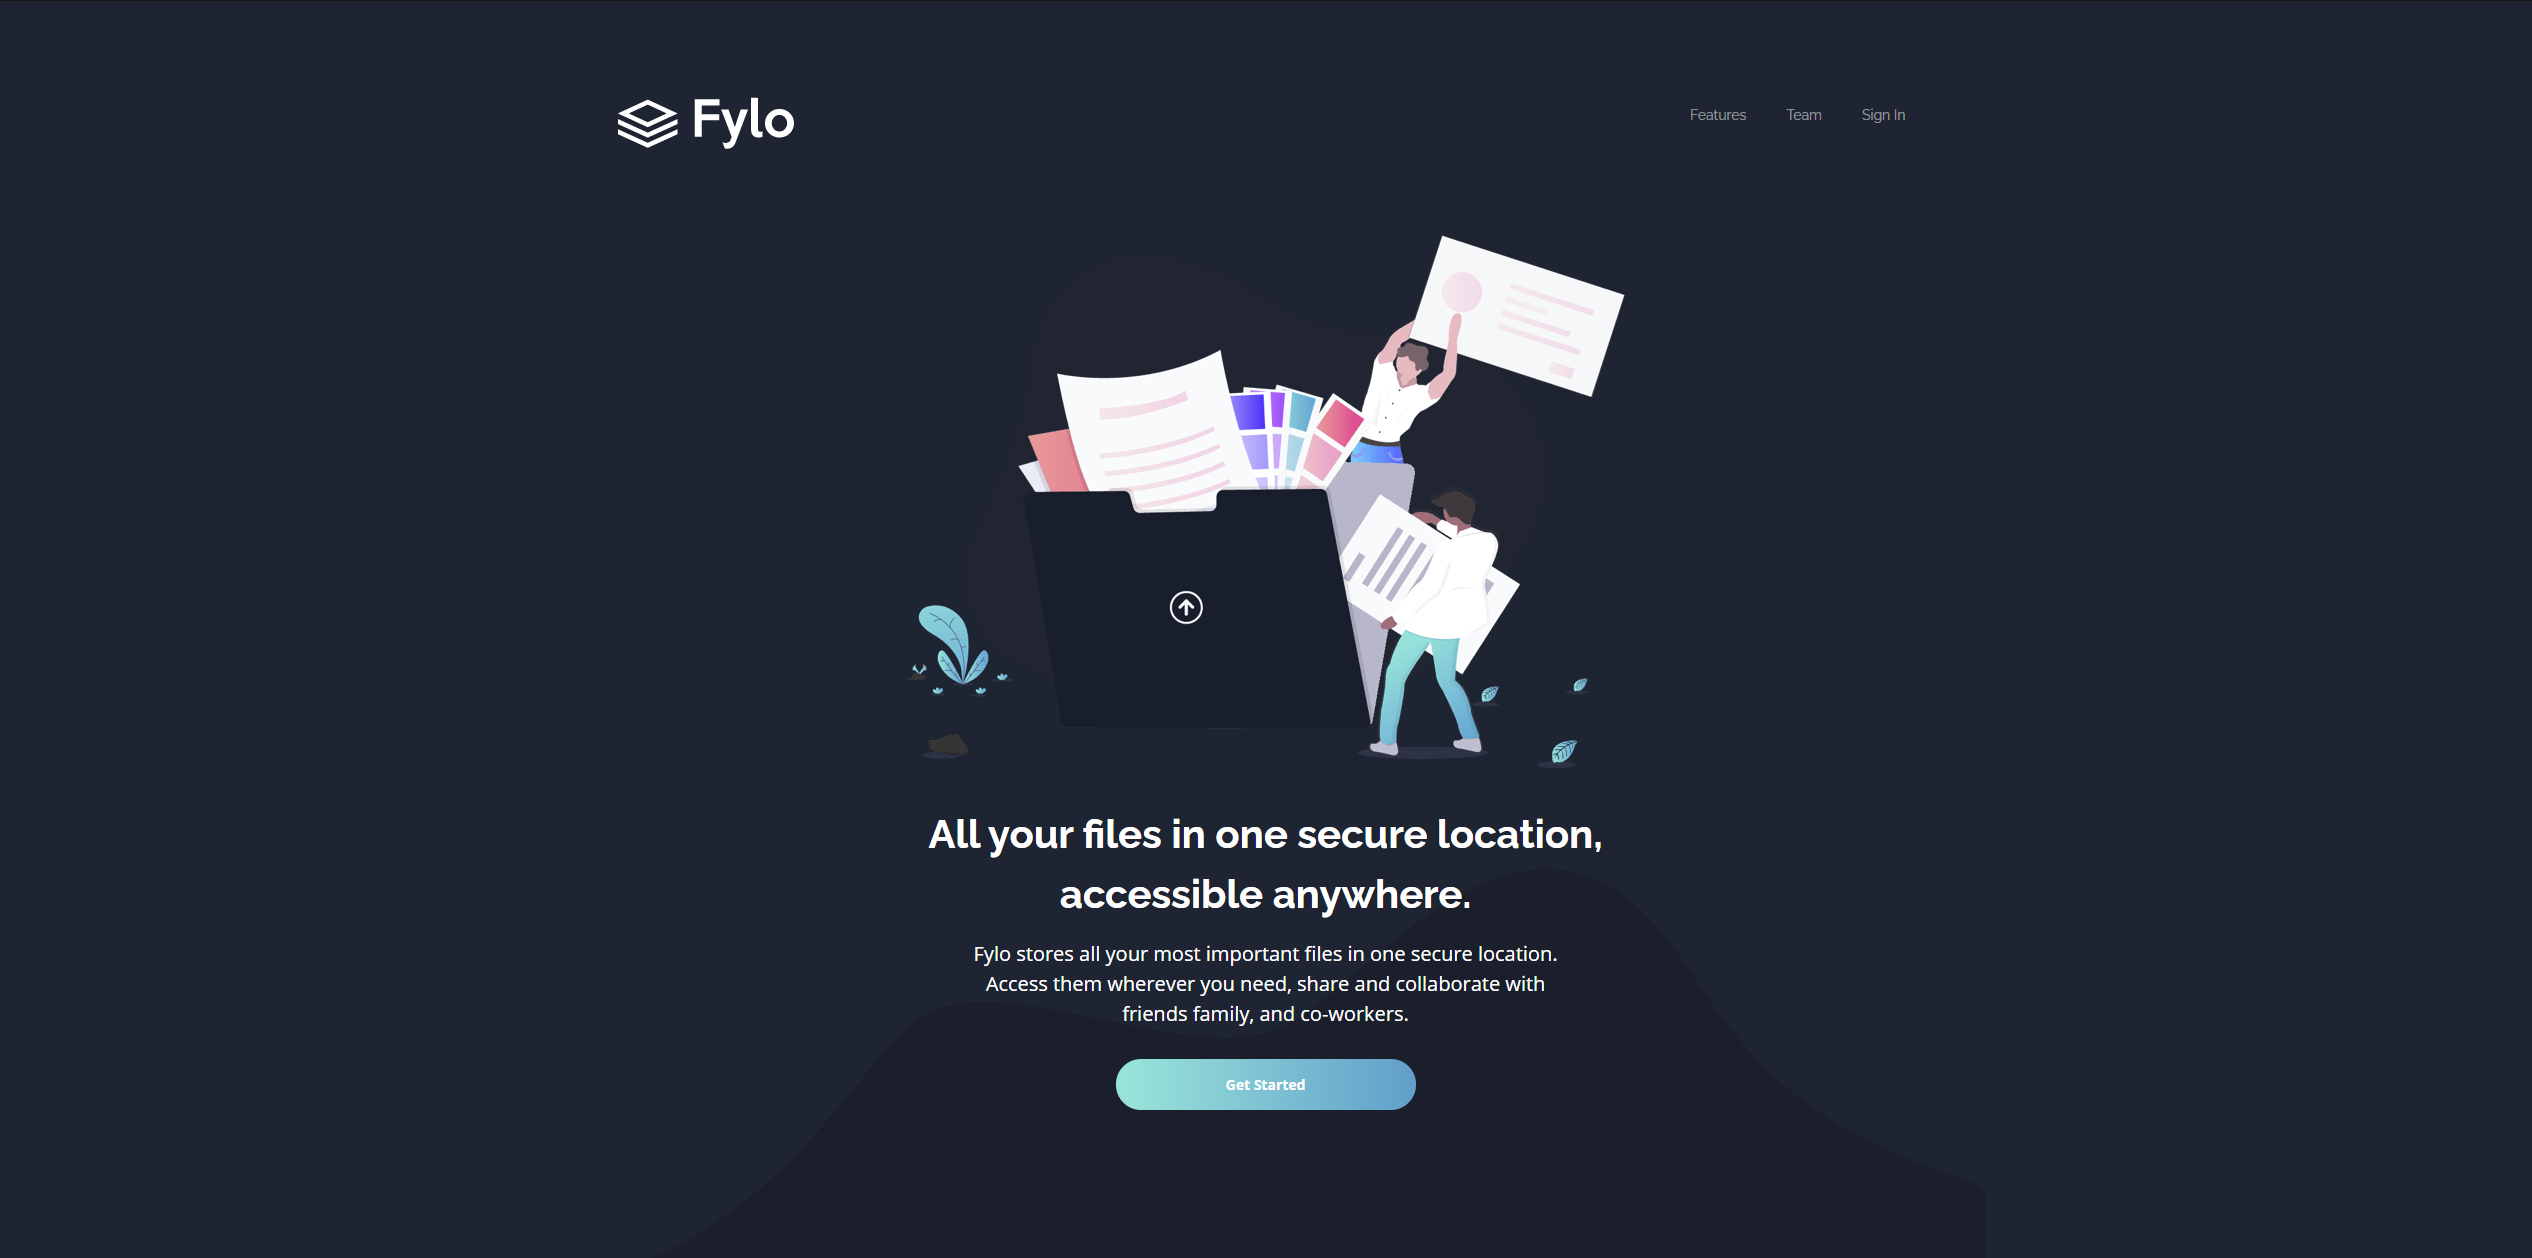 Fylo
Features Team Sign In
All your files in one secure location,
accessible anywhere.
Fylo stores all your most important files in one secure location.
Access them wherever you need, share and collaborate with
friends family, and co-workers.
Get Started